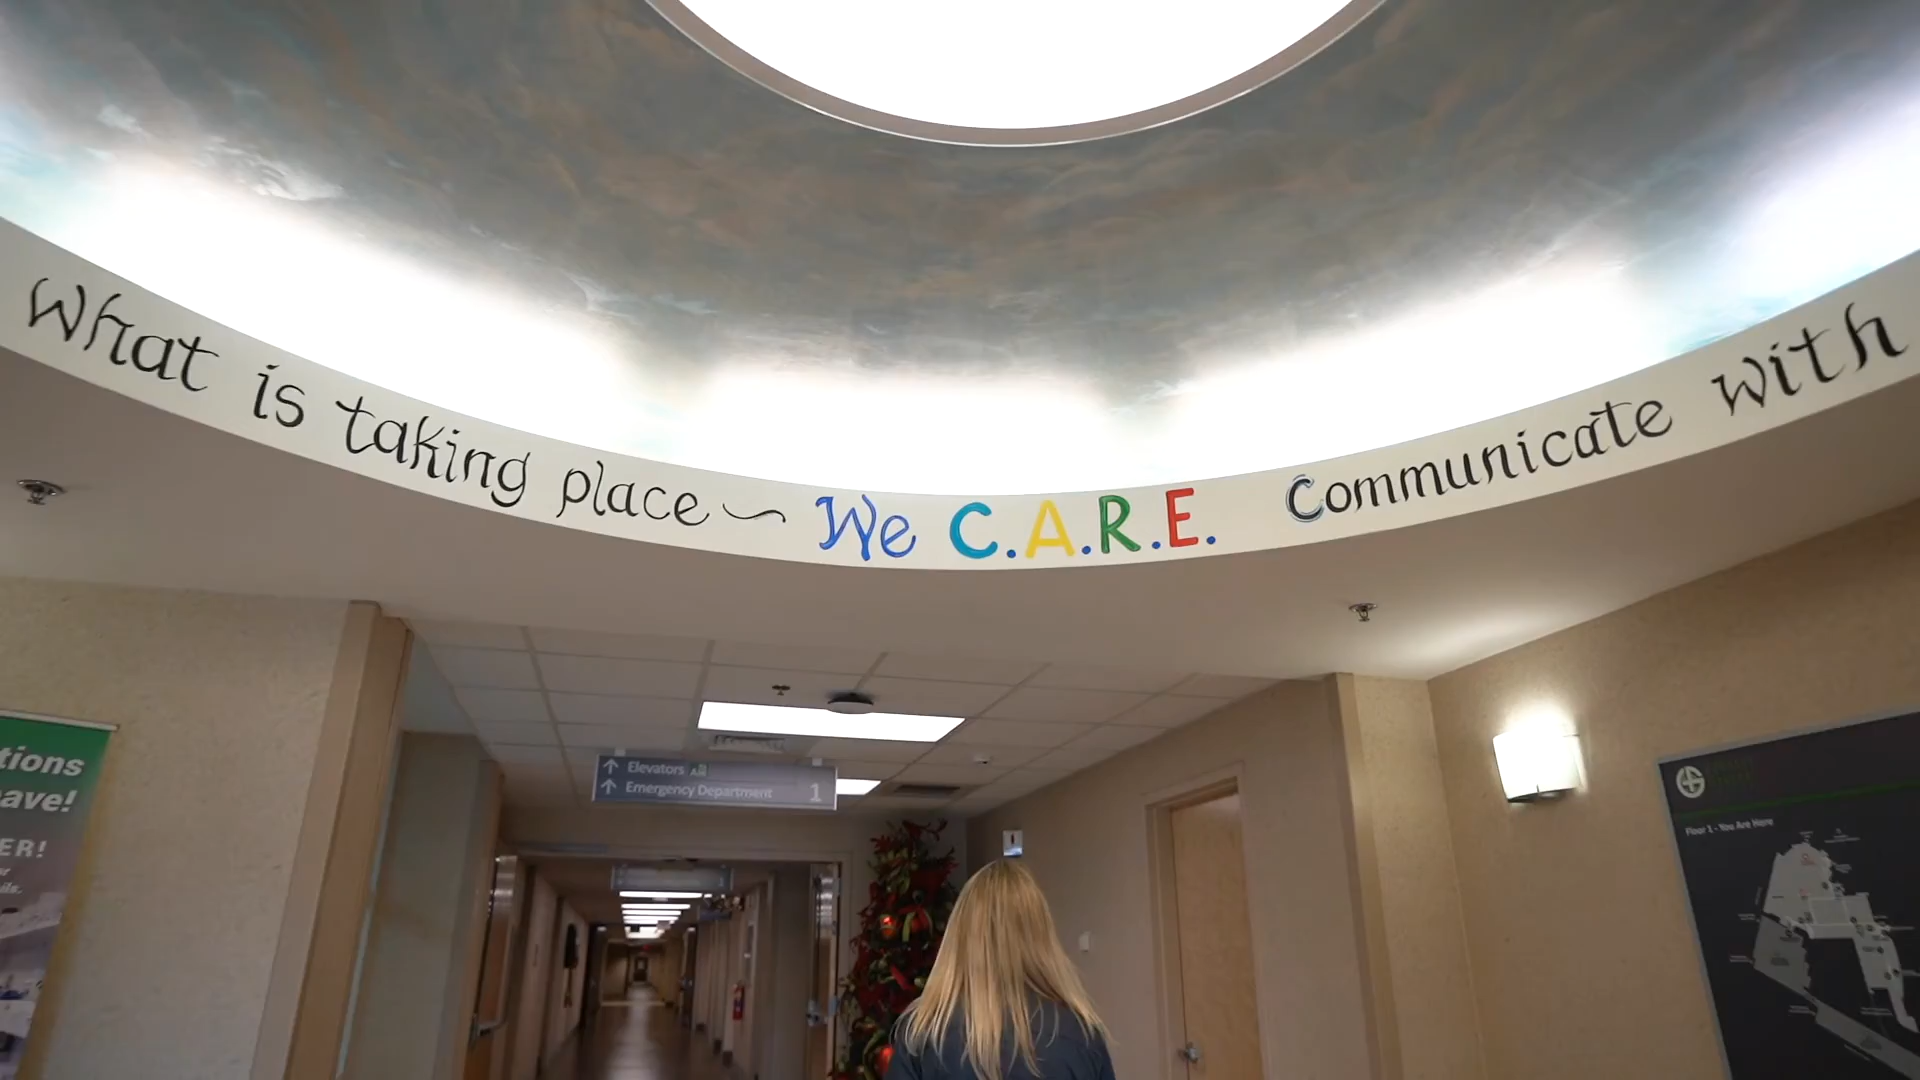 What is taking place ~ We C.A.R.E. Communicate with
Elevators
Emergency Department 1
tions
ave!
ER!
Floor 1 - You Are Here